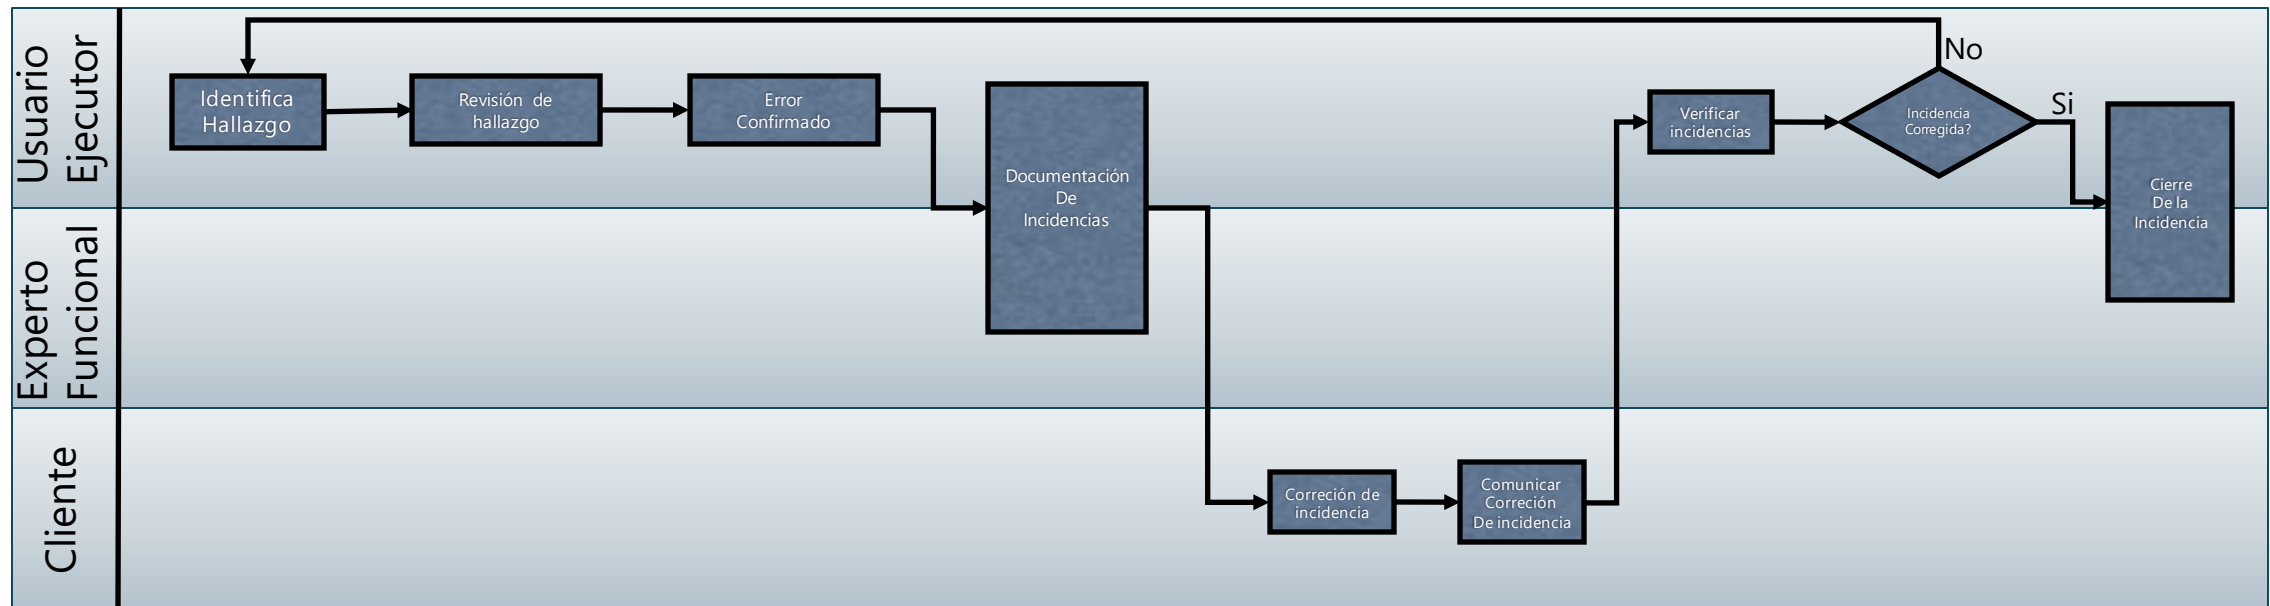 Usuario
Ejecutor
Identifica
Hallazgo
Revisión de
hallazgo
Error
Confirmado
Documentación
De
Incidencias
Verificar
incidencias
Incidencia
Corregida?
No
Si
Cierre
De la
Incidencia
Experto
Funcional
Cliente
Correción de
incidencia
Comunicar
Correción
De incidencia